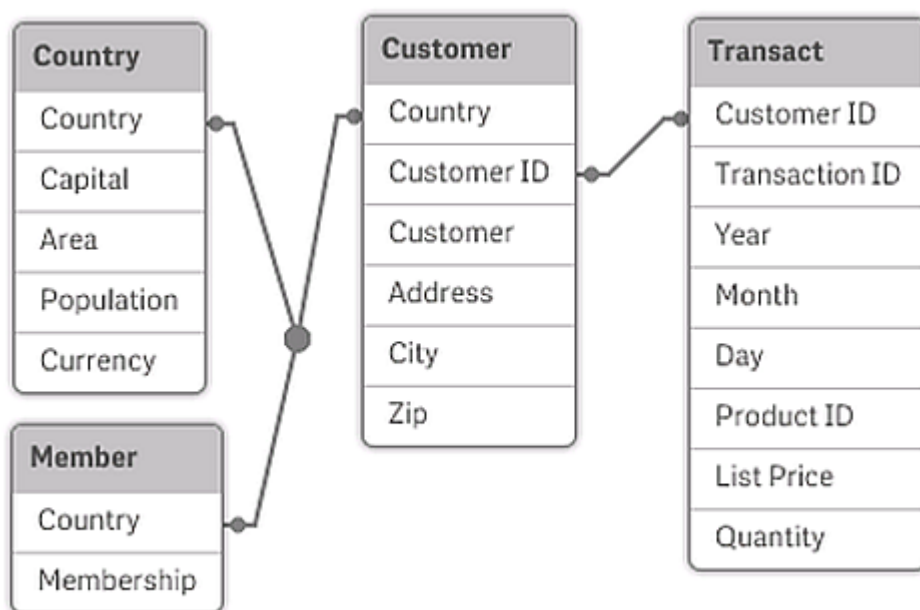 Country
Country
Capital
Area
Population
Currency
Member
Country
Membership
Customer
Country
Customer ID
Customer
Address
City
Zip
Transact
Customer ID
Transaction ID
Year
Month
Day
Product ID
List Price
Quantity